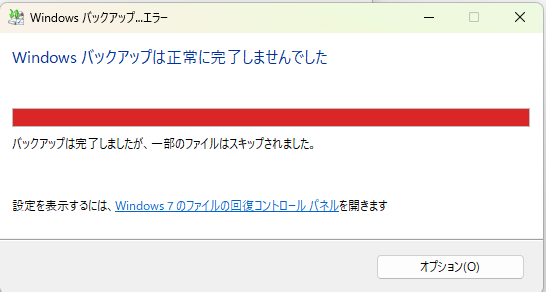 Windows バックアップ...エラー
Windows バックアップは正常に完了しませんでした
バックアップは完了しましたが、一部のファイルはスキップされました。
設定を表示するには、Windows 7 のファイルの回復コントロール パネルを開きます
オプション(O)